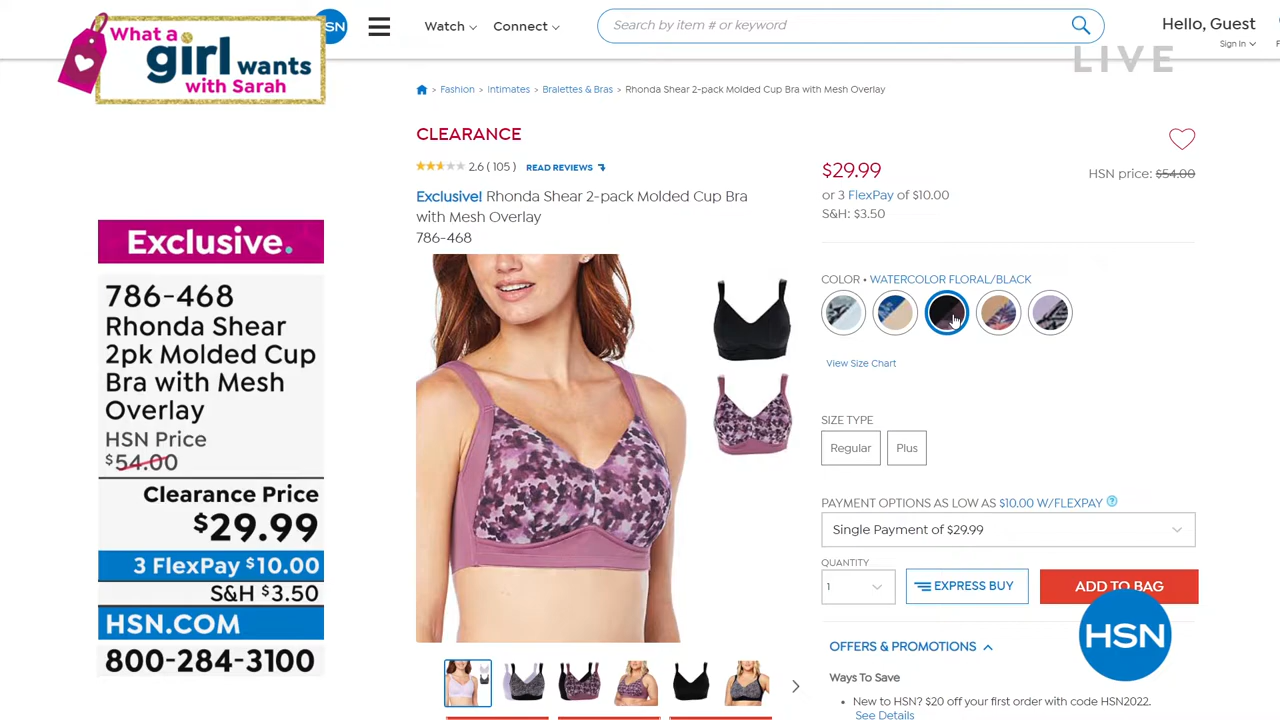 What a
girl wants
with Sarah
SN
Watch
Connect
Search by item # or keyword
Hello, Guest
Sign In
LIVE
> Fashion > Intimates > Bralettes & Bras > Rhonda Shear 2-pack Molded Cup Bra with Mesh Overlay
CLEARANCE
2.6 ( 105 ) READ REVIEWS
Exclusive! Rhonda Shear 2-pack Molded Cup Bra
with Mesh Overlay
786-468
$29.99
HSN price: $54.00
or 3 FlexPay of $10.00
S&H: $3.50
COLOR • WATERCOLOR FLORAL/BLACK
View Size Chart
SIZE TYPE
Regular
Plus
PAYMENT OPTIONS AS LOW AS $10.00 W/FLEXPAY ?
Single Payment of $29.99
QUANTITY
1
EXPRESS BUY
ADD TO BAG
HSN
OFFERS & PROMOTIONS
Ways To Save
• New to HSN? $20 off your first order with code HSN2022.
See Details
Exclusive.
786-468
Rhonda Shear
2pk Molded Cup
Bra with Mesh
Overlay
HSN Price
$54.00
Clearance Price
$29.99
3 FlexPay $10.00
S&H $3.50
HSN.COM
800-284-3100